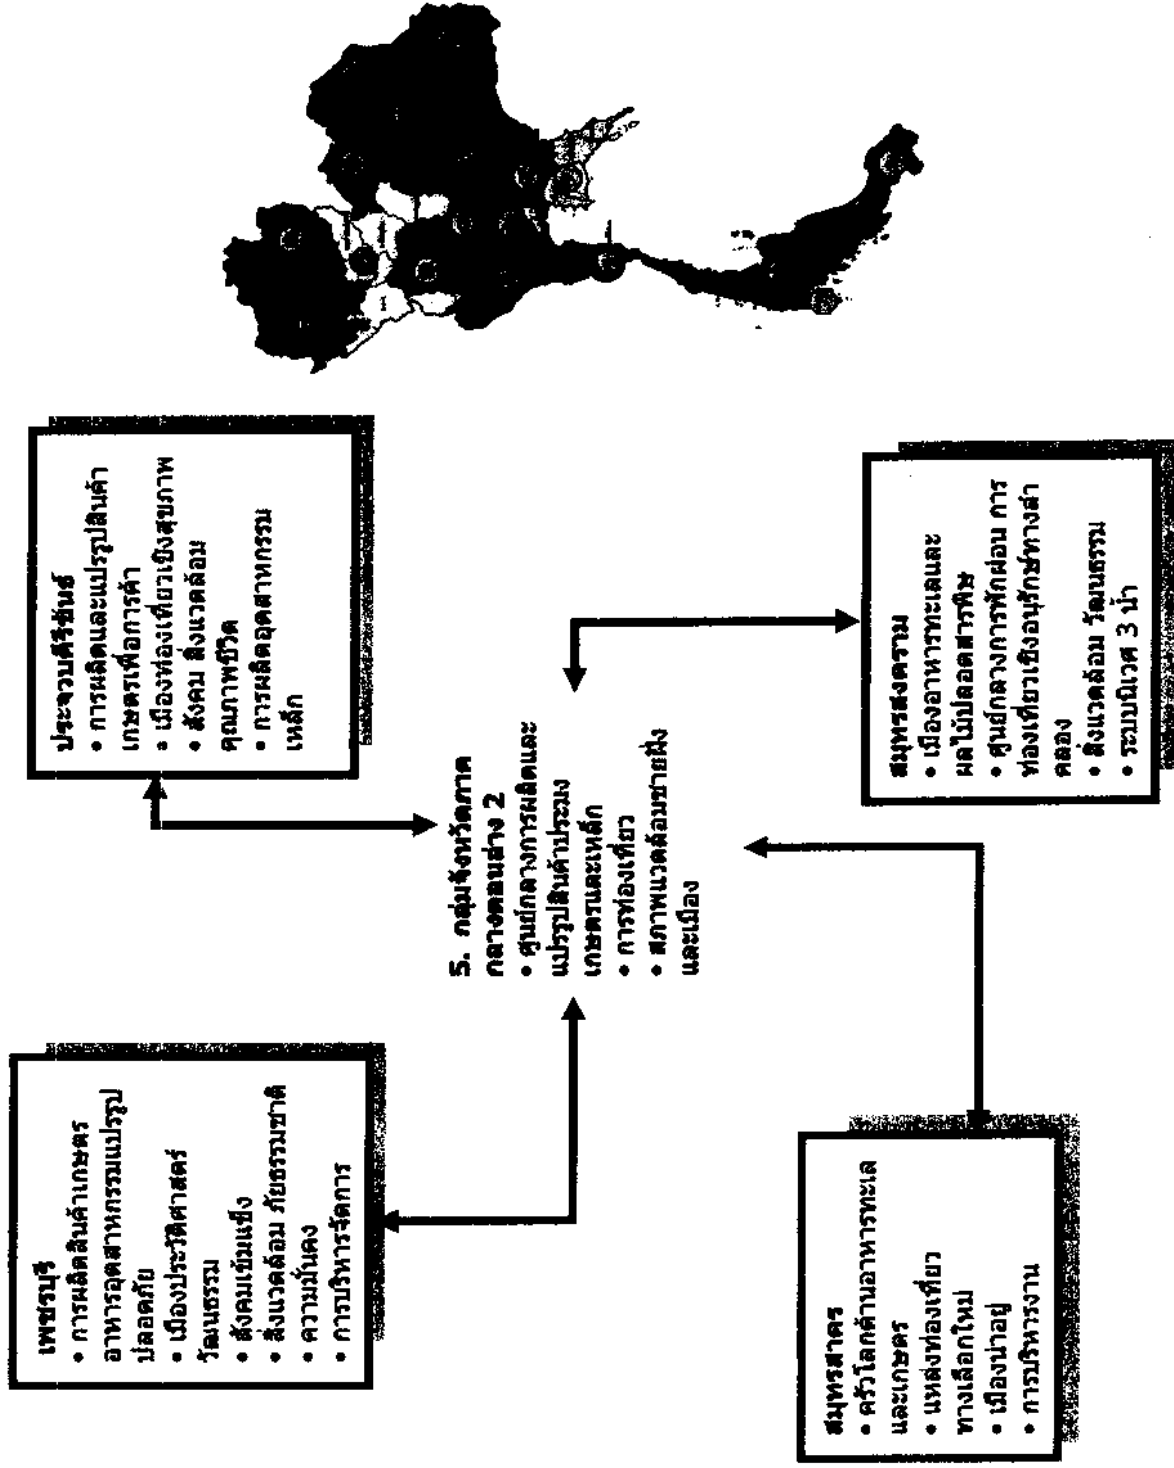 เพชรบุรี
• การผลิตสินค้าเกษตร
อาหารอุตสาหกรรมแปรรูป
ปลอดภัย
• เมืองประวัติศาสตร์
วัฒนธรรม
• สังคมเข้มแข็ง
• สิ่งแวดล้อม ภัยธรรมชาติ
• ความมั่นคง
• การบริหารจัดการ
ประจวบคีรีขันธ์
• การผลิตและแปรรูปสินค้า
เกษตรเพื่อการค้า
• เมืองท่องเที่ยวเชิงสุขภาพ
• สังคม สิ่งแวดล้อม
คุณภาพชีวิต
• การผลิตอุตสาหกรรม
เหล็ก
5. กลุ่มจังหวัดภาค
กลางตอนล่าง 2
• ศูนย์กลางการผลิตและ
แปรรูปสินค้าประมง
เกษตรและเหล็ก
• การท่องเที่ยว
• สภาพแวดล้อมชายฝั่ง
และเมือง
สมุทรสาคร
• ครัวโลกด้านอาหารทะเล
และเกษตร
• แหล่งท่องเที่ยว
ทางเลือกใหม่
• เมืองน่าอยู่
• การบริหารงาน
สมุทรสงคราม
• เมืองอาหารทะเลและ
ผลไม้ปลอดสารพิษ
• ศูนย์กลางการพักผ่อน การ
ท่องเที่ยวเชิงอนุรักษ์ทางลำ
คลอง
• สิ่งแวดล้อม วัฒนธรรม
• ระบบนิเวศ 3 น้ำ